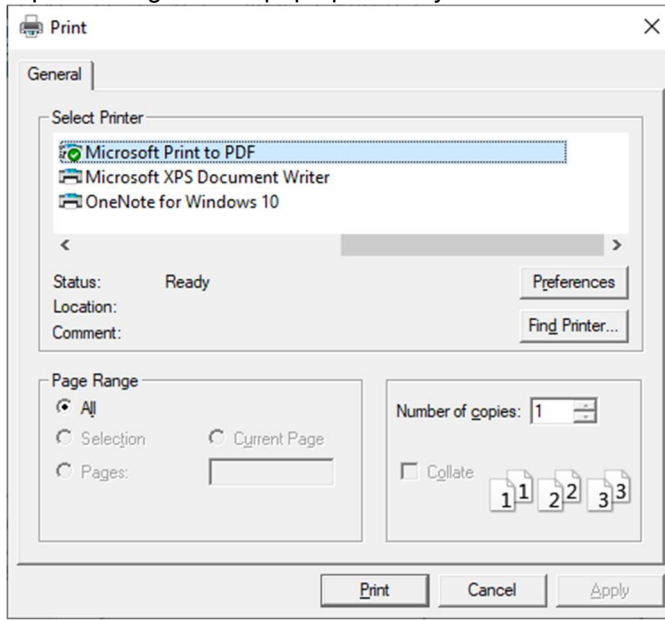 Print
General
Select Printer
Microsoft Print to PDF
Microsoft XPS Document Writer
OneNote for Windows 10
Status: Ready
Preferences
Location:
Comment:
Find Printer...
Page Range
All
Selection Current Page
Pages:
Number of copies: 1
Collate
1 1 2 2 3 3
Print Cancel Apply